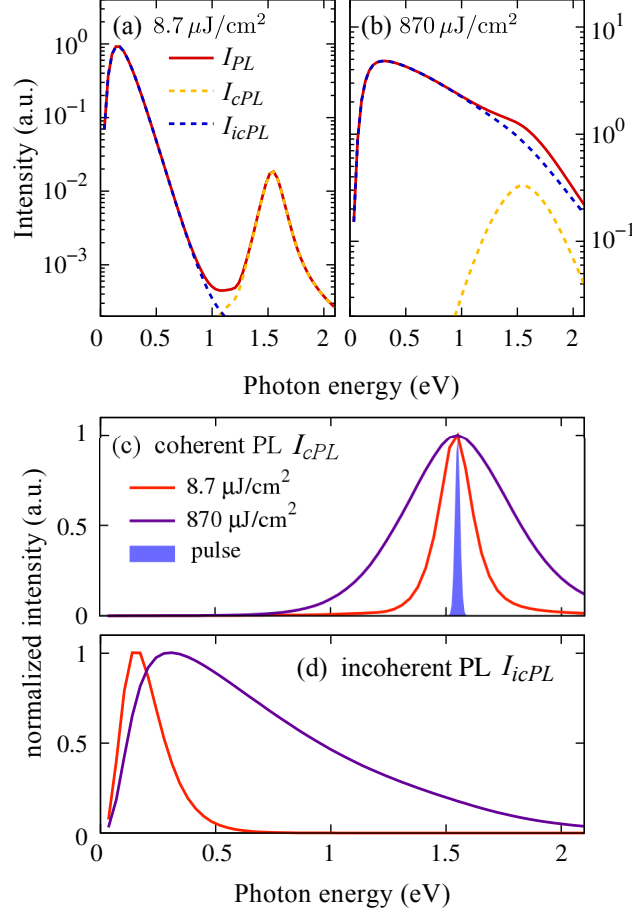 (a) 8.7 μJ/cm² (b) 870 μJ/cm²
10⁰
10⁻¹
10⁻²
10⁻³
Intensity (a.u.)
I_PL
I_cPL
I_icPL
10¹
10⁰
10⁻¹
0 0.5 1 1.5 2 0 0.5 1 1.5 2
Photon energy (eV) Photon energy (eV)
(c) coherent PL I_cPL
8.7 μJ/cm²
870 μJ/cm²
pulse
1
0.5
0
normalized intensity (a.u.)
(d) incoherent PL I_icPL
1
0.5
0
0 0.5 1 1.5 2
Photon energy (eV)